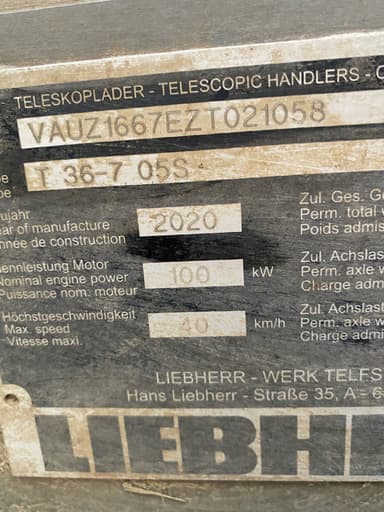 TELESKOPLADER - TELESCOPIC HANDLERS - C
VAUZ1667EZT021058
T 36-7 05S
Zul. Ges. G
ujahr
ar of manufacture
nnée de construction
2020
Perm. total
Poids admis
ennleistung Motor
Nominal engine power
Puissance nom. moteur
100 kW
Zul. Achslas
Perm. axle w
Charge adm
Höchstgeschwindigkeit
Max. speed
Vitesse maxi.
40 km/h
Zul. Achslast
Perm. axle w
Charge admi
LIEBHERR - WERK TELFS
Hans Liebherr - Straße 35, A - 6
LIEBH